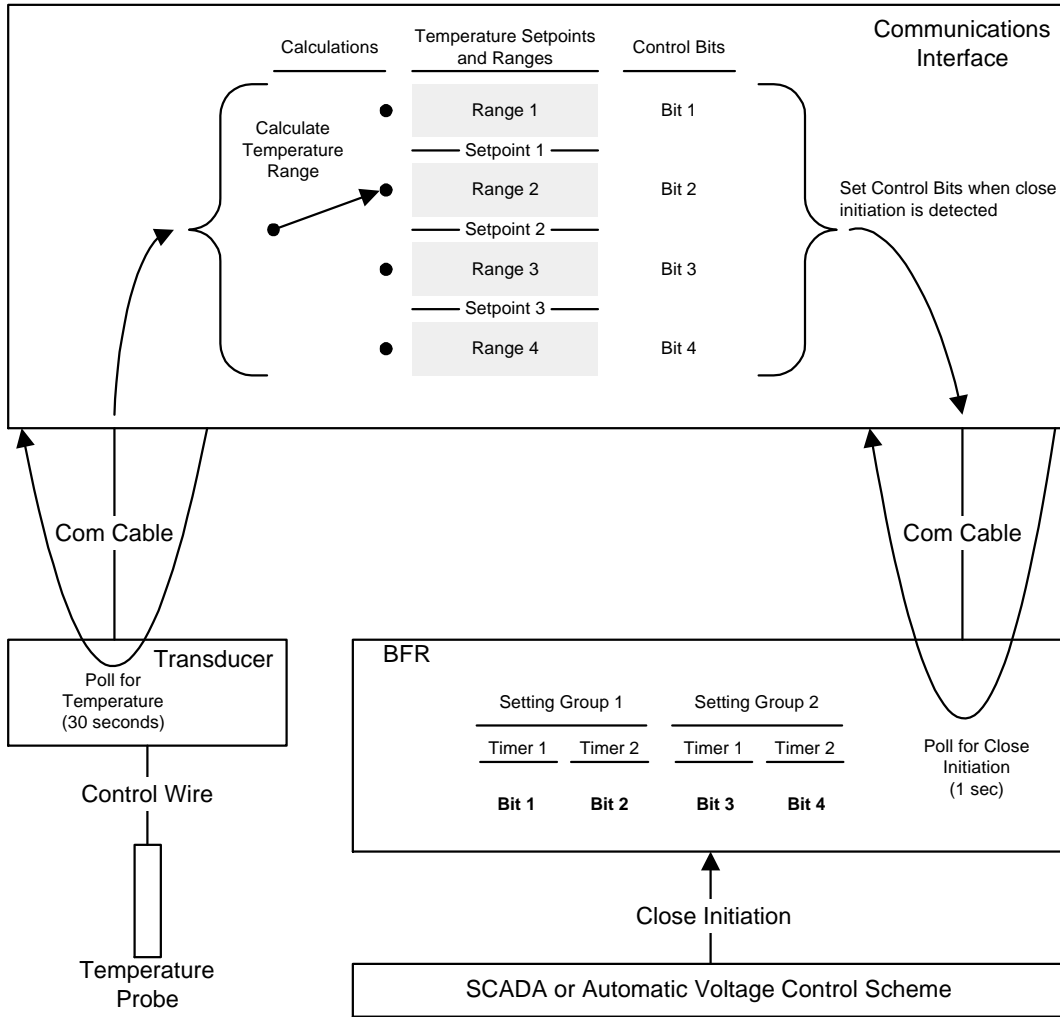 Communications
Interface
Calculations
Temperature Setpoints
and Ranges
Control Bits
Calculate
Temperature
Range
Range 1
Bit 1
Setpoint 1
Range 2
Bit 2
Setpoint 2
Range 3
Bit 3
Setpoint 3
Range 4
Bit 4
Set Control Bits when close
initiation is detected
Com Cable
Com Cable
Transducer
Poll for
Temperature
(30 seconds)
Control Wire
Temperature
Probe
BFR
Setting Group 1
Setting Group 2
Timer 1
Timer 2
Timer 1
Timer 2
Bit 1
Bit 2
Bit 3
Bit 4
Poll for Close
Initiation
(1 sec)
Close Initiation
SCADA or Automatic Voltage Control Scheme